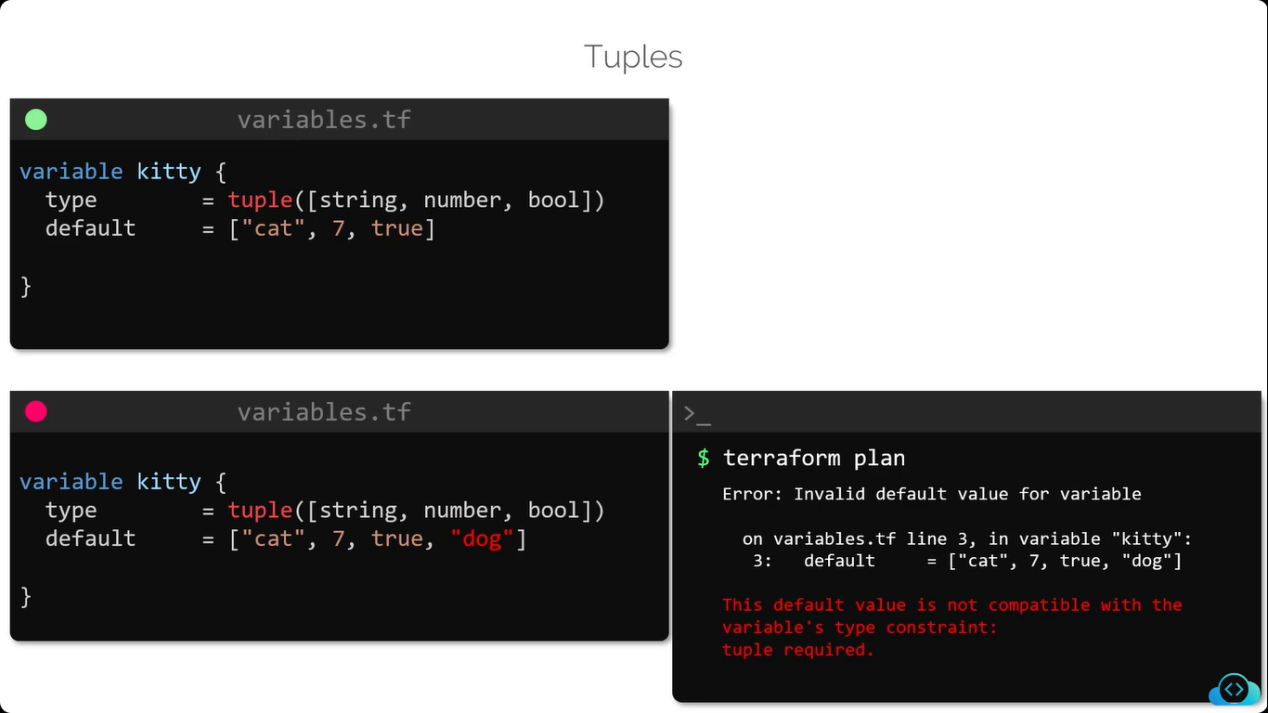 Tuples
variables.tf
variable kitty {
type = tuple([string, number, bool])
default = ["cat", 7, true]
}
variables.tf
variable kitty {
type = tuple([string, number, bool])
default = ["cat", 7, true, "dog"]
}
>_
$ terraform plan
Error: Invalid default value for variable
on variables.tf line 3, in variable "kitty":
3: default = ["cat", 7, true, "dog"]
This default value is not compatible with the
variable's type constraint:
tuple required.